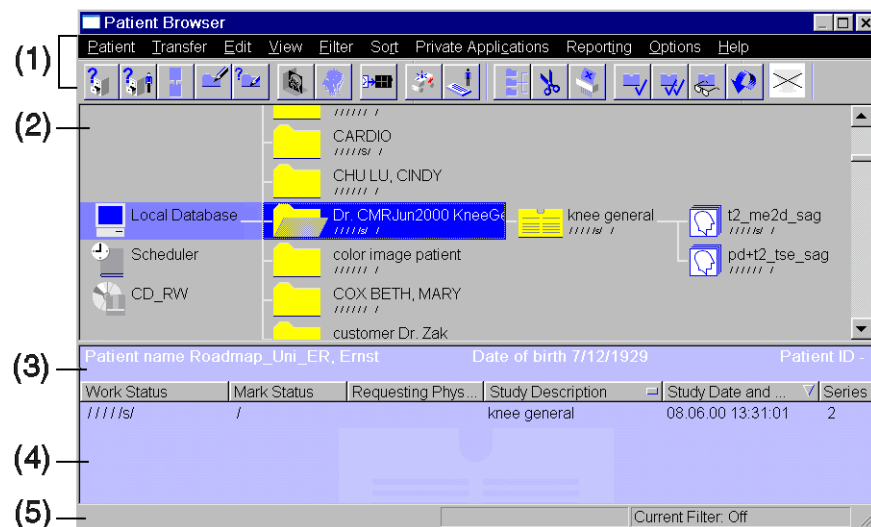 Patient Browser
(1)
Patient Transfer Edit View Filter Sort Private Applications Reporting Options Help
(2)
////// /
CARDIO
/////s/ /
CHU LU, CINDY
////// /
Local Database
Dr. CMRJun2000 KneeGe
/////s/ /
knee general
/////s/ /
t2_me2d_sag
/////s/ /
Scheduler
color image patient
////// /
pd+t2_tse_sag
////// /
CD_RW
COX BETH, MARY
////// /
customer Dr. Zak
(3)
Patient name Roadmap_Uni_ER, Ernst Date of birth 7/12/1929 Patient ID -
Work Status Mark Status Requesting Phys... Study Description Study Date and ... Series
/////s/ / knee general 08.06.00 13:31:01 2
(4)
(5)
Current Filter: Off